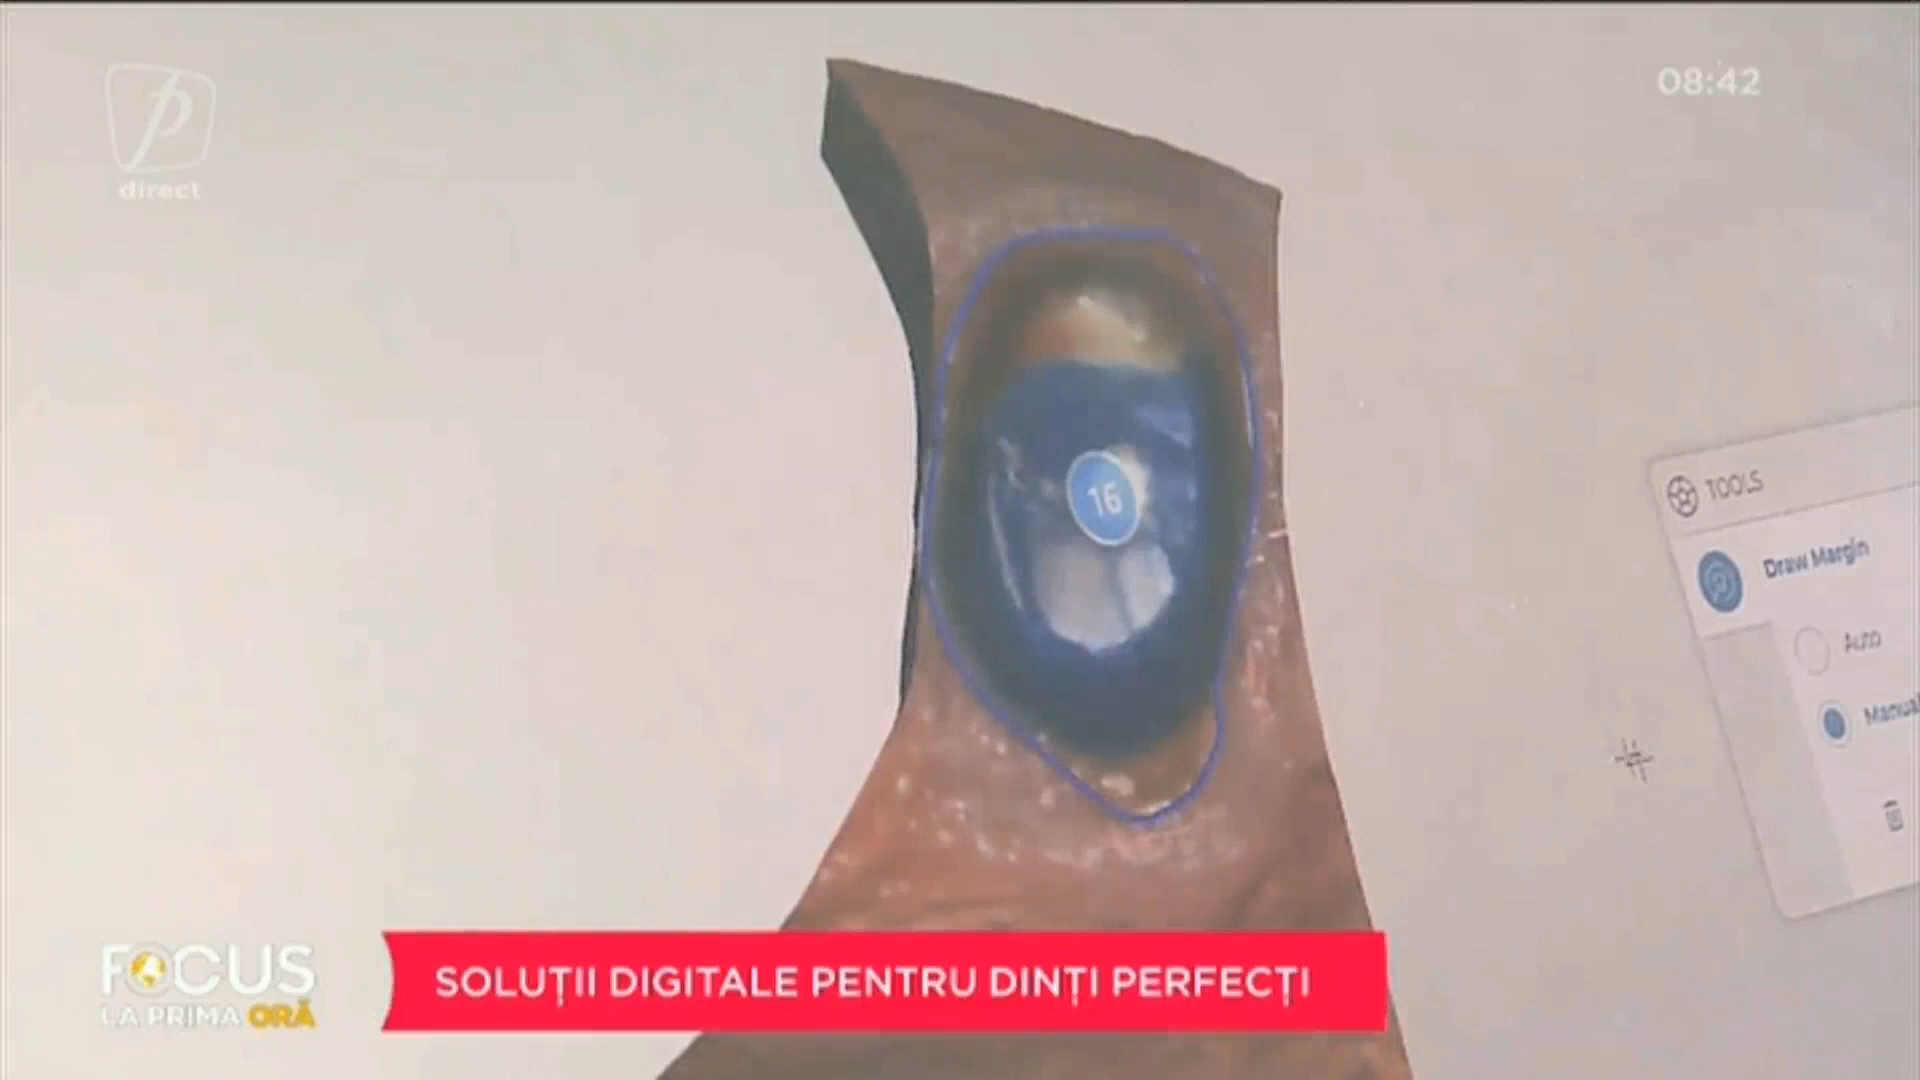 direct
08:42
16
TOOLS
Draw Margin
Auto
Manual
FOCUS
LA PRIMA ORĂ
SOLUȚII DIGITALE PENTRU DINȚI PERFECȚI